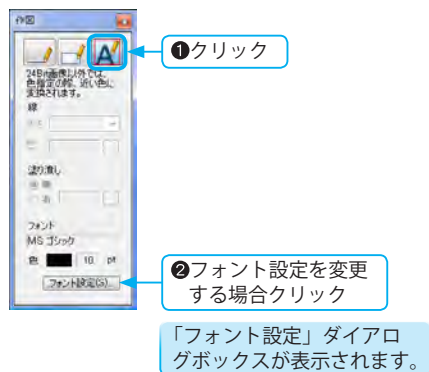 作図
A
❶クリック
24Bit画像以外では、
色指定の際、近い色に
変換されます。
線
塗り潰し
フォント
MS ゴシック
色 10 pt
フォント設定(S)...
❷フォント設定を変更
する場合クリック
「フォント設定」ダイアロ
グボックスが表示されます。